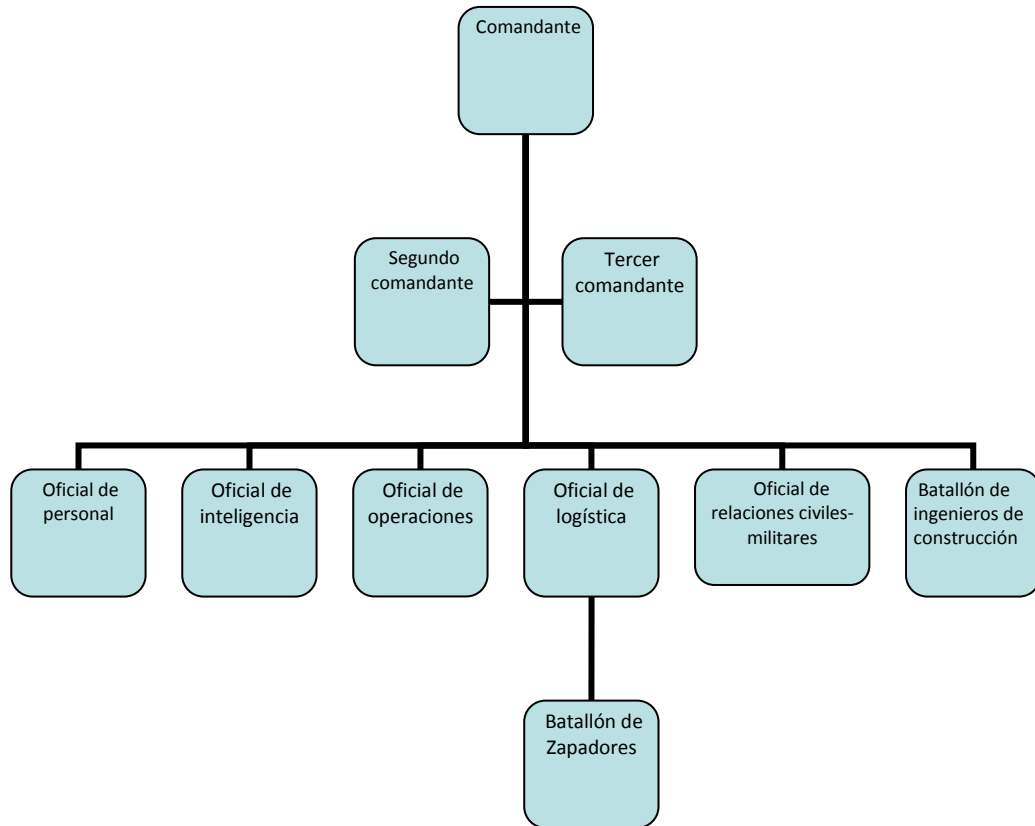 Comandante
Segundo
comandante
Tercer
comandante
Oficial de
personal
Oficial de
inteligencia
Oficial de
operaciones
Oficial de
logística
Oficial de
relaciones civiles-
militares
Batallón de
ingenieros de
construcción
Batallón de
Zapadores